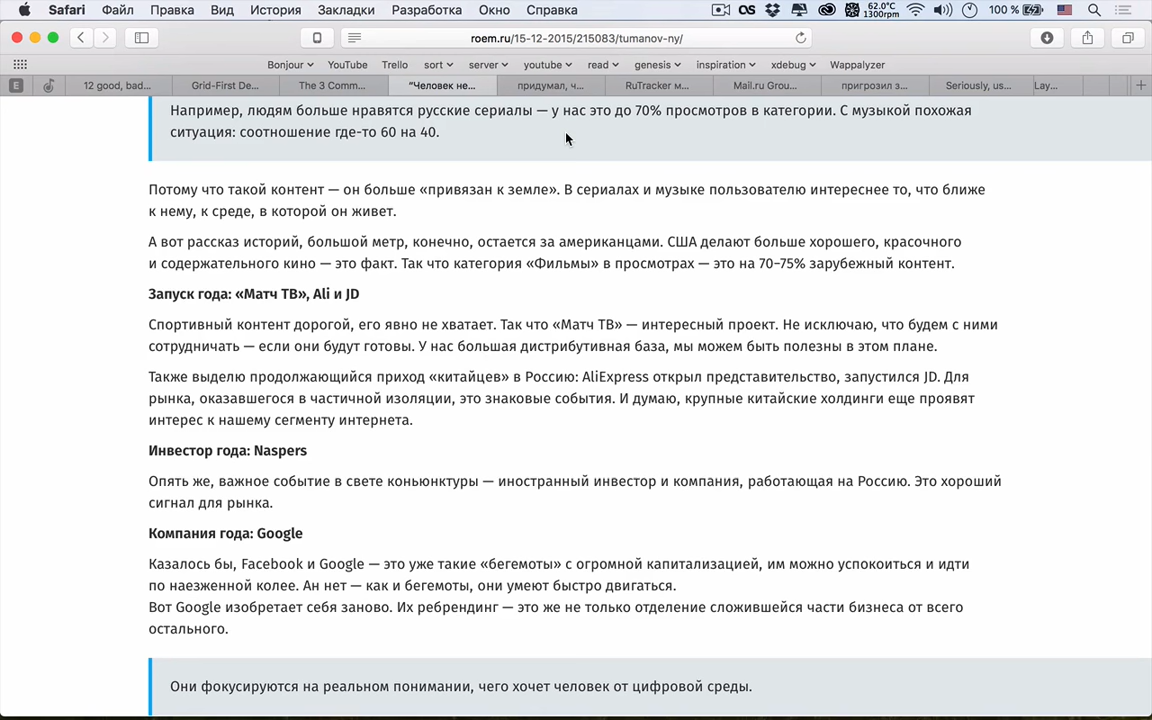 Safari Файл Правка Вид История Закладки Разработка Окно Справка 62.0°C 1300rpm 100 %
roem.ru/15-12-2015/215083/tumanov-ny/
Bonjour YouTube Trello sort server youtube read genesis inspiration xdebug Wappalyzer
E 12 good, bad... Grid-First De... The 3 Comm... "Человек не... придумал, ч... RuTracker м... Mail.ru Grou... пригрозил з... Seriously, us... Lay...
Например, людям больше нравятся русские сериалы — у нас это до 70% просмотров в категории. С музыкой похожая
ситуация: соотношение где-то 60 на 40.
Потому что такой контент — он больше «привязан к земле». В сериалах и музыке пользователю интереснее то, что ближе
к нему, к среде, в которой он живет.
А вот рассказ историй, большой метр, конечно, остается за американцами. США делают больше хорошего, красочного
и содержательного кино — это факт. Так что категория «Фильмы» в просмотрах — это на 70–75% зарубежный контент.
Запуск года: «Матч ТВ», Ali и JD
Спортивный контент дорогой, его явно не хватает. Так что «Матч ТВ» — интересный проект. Не исключаю, что будем с ними
сотрудничать — если они будут готовы. У нас большая дистрибутивная база, мы можем быть полезны в этом плане.
Также выделю продолжающийся приход «китайцев» в Россию: AliExpress открыл представительство, запустился JD. Для
рынка, оказавшегося в частичной изоляции, это знаковые события. И думаю, крупные китайские холдинги еще проявят
интерес к нашему сегменту интернета.
Инвестор года: Naspers
Опять же, важное событие в свете коньюнктуры — иностранный инвестор и компания, работающая на Россию. Это хороший
сигнал для рынка.
Компания года: Google
Казалось бы, Facebook и Google — это уже такие «бегемоты» с огромной капитализацией, им можно успокоиться и идти
по наезженной колее. Ан нет — как и бегемоты, они умеют быстро двигаться.
Вот Google изобретает себя заново. Их ребрендинг — это же не только отделение сложившейся части бизнеса от всего
остального.
Они фокусируются на реальном понимании, чего хочет человек от цифровой среды.